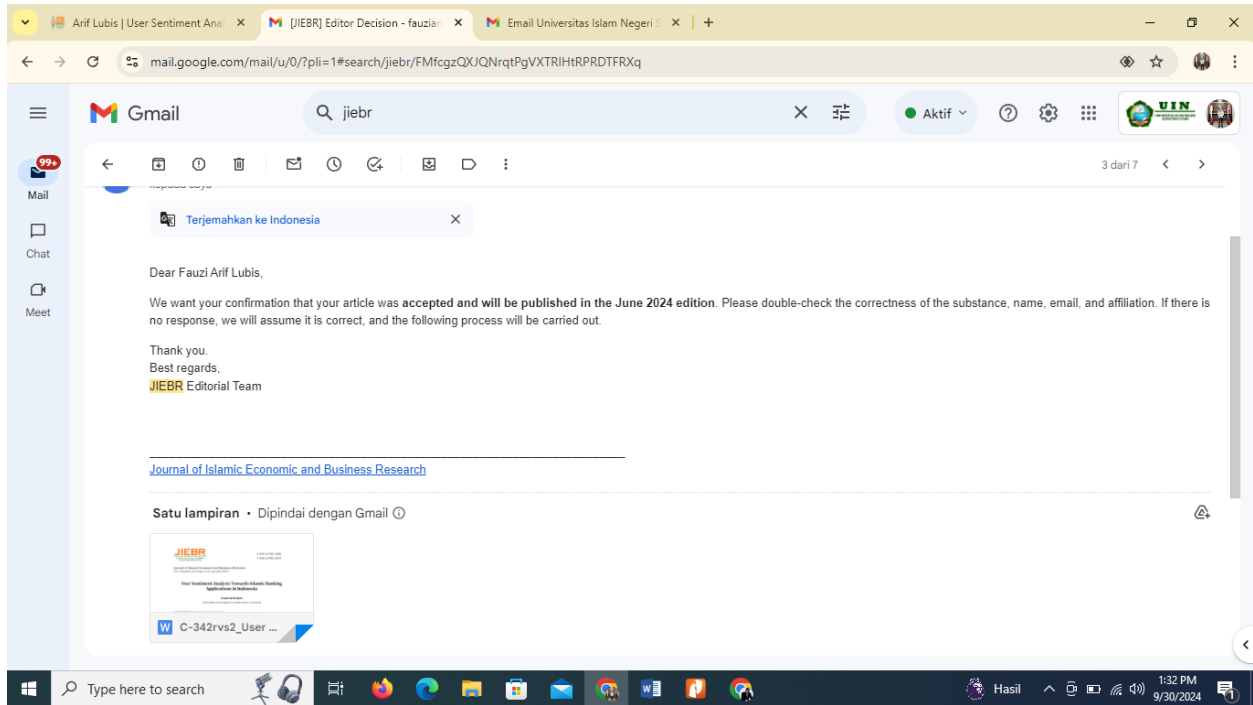 Arif Lubis | User Sentiment Anal
[JIEBR] Editor Decision - fauziari
Email Universitas Islam Negeri S
mail.google.com/mail/u/0/?pli=1#search/jiebr/FMfcgzQXJQNrqtPgVXTRlHtRPRDTFRXq
Gmail
jiebr
Aktif
UIN
99+
Mail
Chat
Meet
3 dari 7
kepada saya
Terjemahkan ke Indonesia
Dear Fauzi Arif Lubis,
We want your confirmation that your article was accepted and will be published in the June 2024 edition. Please double-check the correctness of the substance, name, email, and affiliation. If there is
no response, we will assume it is correct, and the following process will be carried out.
Thank you.
Best regards,
JIEBR Editorial Team
Journal of Islamic Economic and Business Research
Satu lampiran • Dipindai dengan Gmail
JIEBR
User Sentiment Analysis Towards Islamic Banking
Applications in Indonesia
W C-342rvs2_User ...
Type here to search
Hasil
1:32 PM
9/30/2024
1